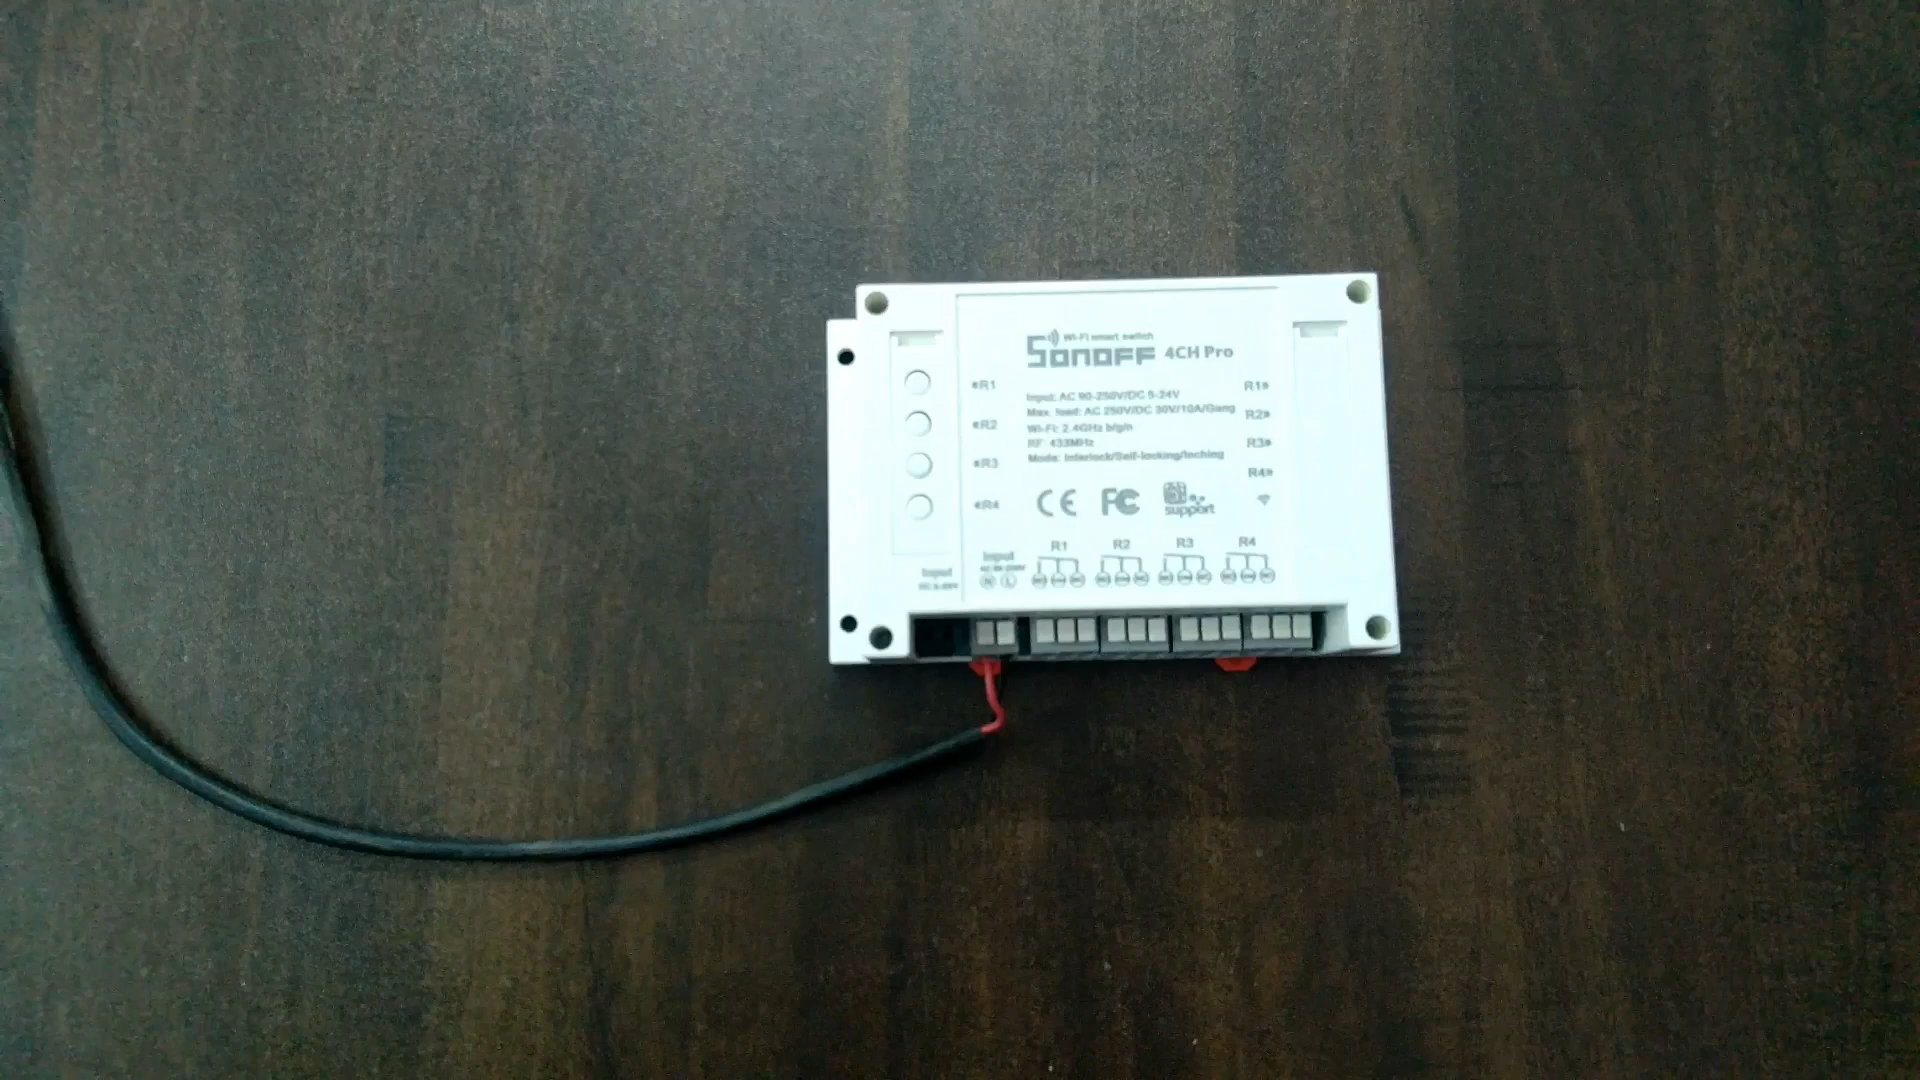 Wi-Fi smart switch
SONOFF 4CH Pro
R1
R2
R3
R4
Input: AC 90-250V/DC 5-24V
Max. load: AC 250V/DC 30V/10A/Gang
Wi-Fi: 2.4GHz b/g/n
RF: 433MHz
Mode: Interlock/Self-locking/Inching
R1
R2
R3
R4
CE FC support
Input
Input
N L
R1 R2 R3 R4